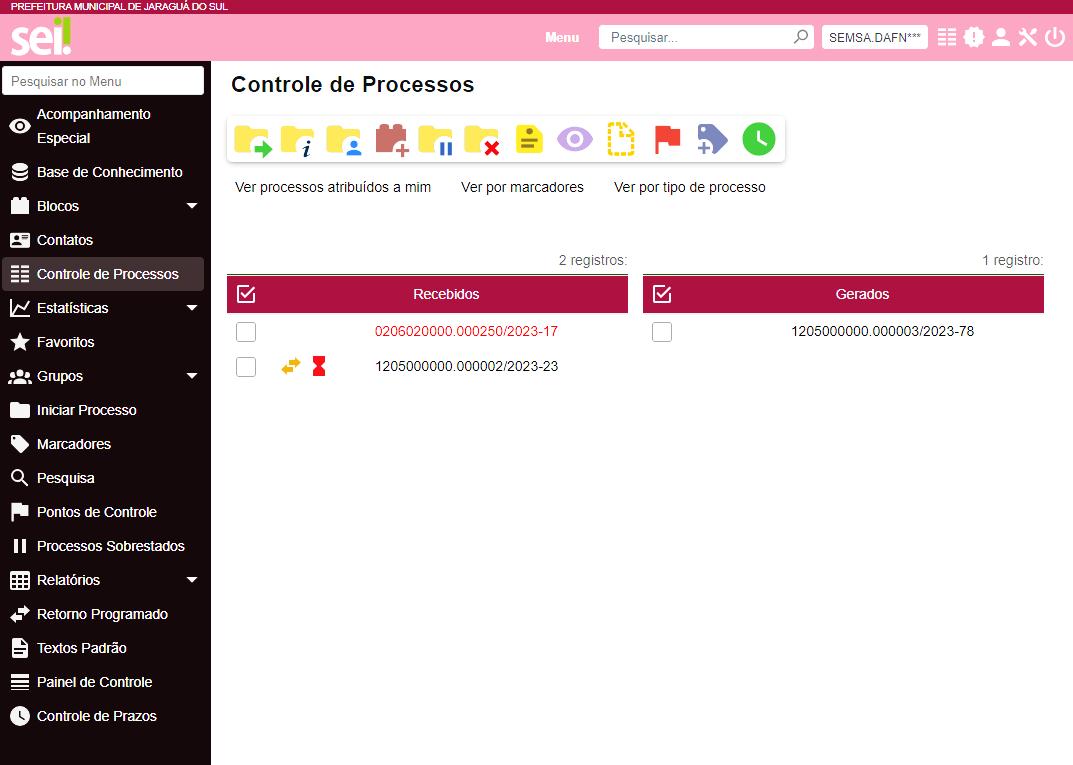 PREFEITURA MUNICIPAL DE JARAGUÁ DO SUL
sei!
Menu
Pesquisar...
SEMSA.DAFN***
Pesquisar no Menu
Acompanhamento
Especial
Base de Conhecimento
Blocos
Contatos
Controle de Processos
Estatísticas
Favoritos
Grupos
Iniciar Processo
Marcadores
Pesquisa
Pontos de Controle
Processos Sobrestados
Relatórios
Retorno Programado
Textos Padrão
Painel de Controle
Controle de Prazos
Controle de Processos
Ver processos atribuídos a mim
Ver por marcadores
Ver por tipo de processo
2 registros:
Recebidos
0206020000.000250/2023-17
1205000000.000002/2023-23
1 registro:
Gerados
1205000000.000003/2023-78